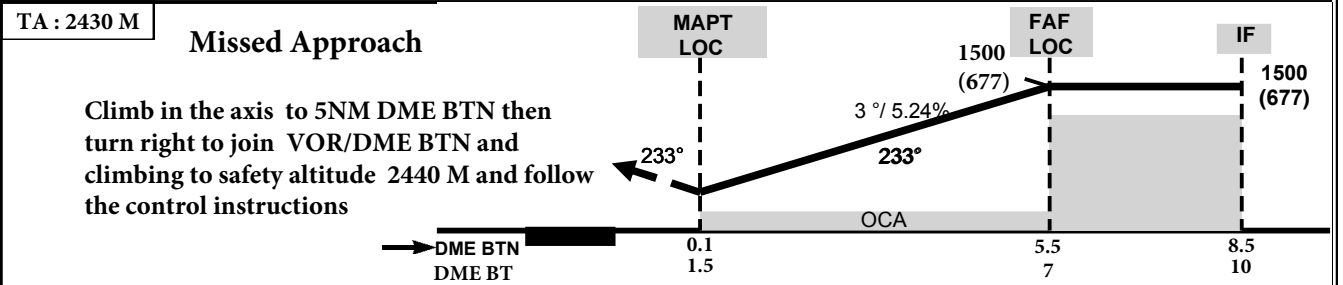 TA : 2430 M
Missed Approach
Climb in the axis to 5NM DME BTN then
turn right to join VOR/DME BTN and
climbing to safety altitude 2440 M and follow
the control instructions
MAPT
LOC
FAF
LOC
IF
1500
(677)
1500
(677)
3 °/ 5.24%
233°
233°
OCA
DME BTN 0.1 5.5 8.5
DME BT 1.5 7 10